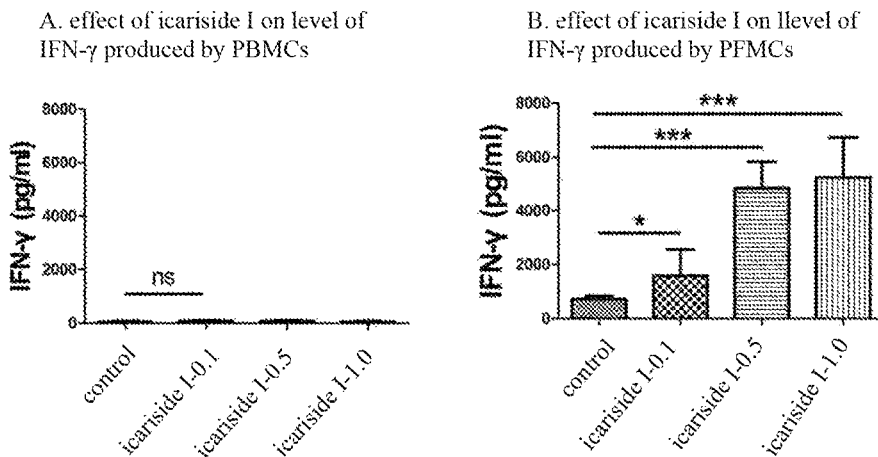 A. effect of icariside I on level of
IFN-γ produced by PBMCs
IFN-γ (pg/ml)
8000
6000
4000
2000
0
ns
control
icariside I-0.1
icariside I-0.5
icariside I-1.0
B. effect of icariside I on llevel of
IFN-γ produced by PFMCs
IFN-γ (pg/ml)
8000
6000
4000
2000
0
***
***
*
control
icariside I-0.1
icariside I-0.5
icariside I-1.0